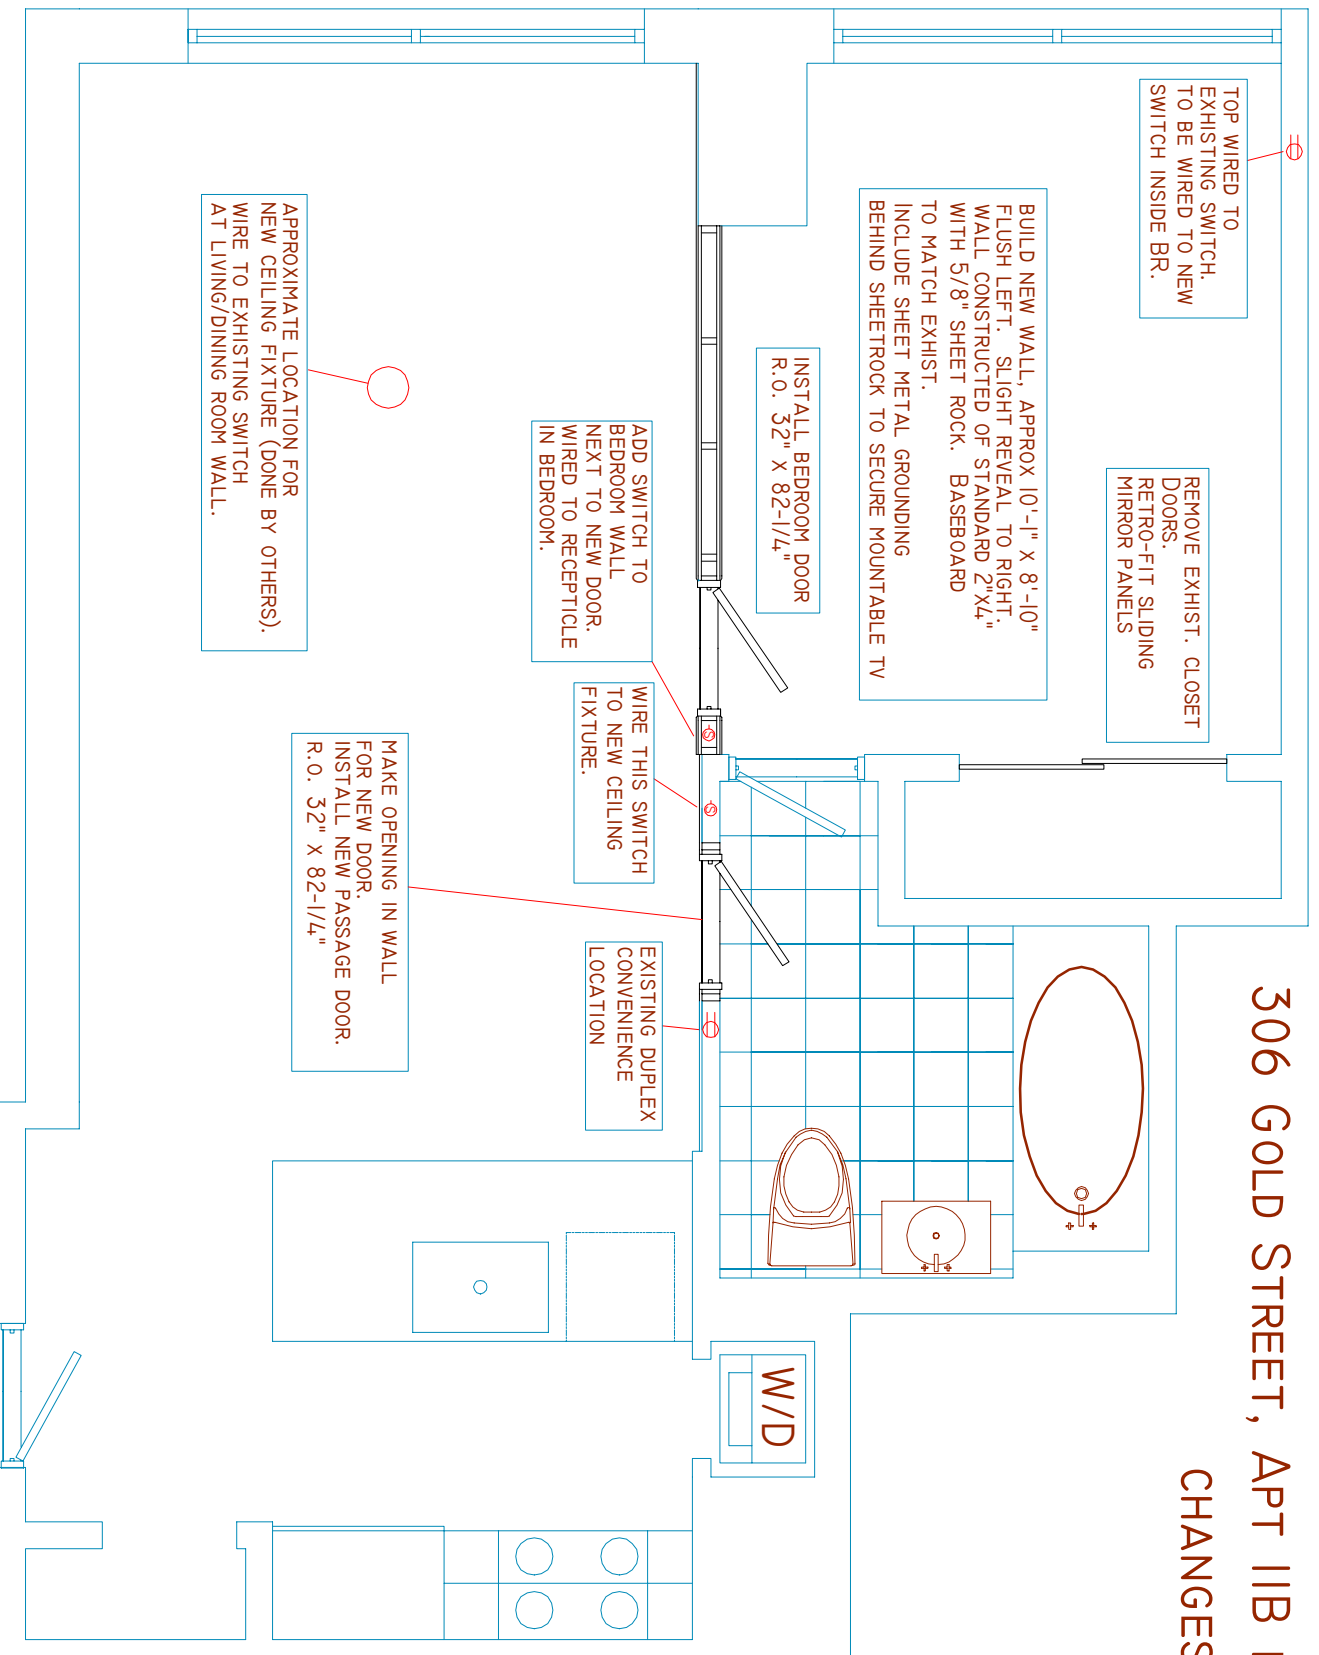 306 GOLD STREET, APT 11B
CHANGES
TOP WIRED TO
EXHISTING SWITCH.
TO BE WIRED TO NEW
SWITCH INSIDE BR.
REMOVE EXHIST. CLOSET
DOORS.
RETRO-FIT SLIDING
MIRROR PANELS
BUILD NEW WALL, APPROX 10'-1" X 8'-10"
FLUSH LEFT. SLIGHT REVEAL TO RIGHT.
WALL CONSTRUCTED OF STANDARD 2"X4"
WITH 5/8" SHEET ROCK. BASEBOARD
TO MATCH EXHIST.
INCLUDE SHEET METAL GROUNDING
BEHIND SHEETROCK TO SECURE MOUNTABLE TV
INSTALL BEDROOM DOOR
R.O. 32" X 82-1/4"
ADD SWITCH TO
BEDROOM WALL
NEXT TO NEW DOOR.
WIRED TO RECEPTICLE
IN BEDROOM.
WIRE THIS SWITCH
TO NEW CEILING
FIXTURE.
EXISTING DUPLEX
CONVENIENCE
LOCATION
S
S
W/D
APPROXIMATE LOCATION FOR
NEW CEILING FIXTURE (DONE BY OTHERS).
WIRE TO EXHISTING SWITCH
AT LIVING/DINING ROOM WALL.
MAKE OPENING IN WALL
FOR NEW DOOR.
INSTALL NEW PASSAGE DOOR.
R.O. 32" X 82-1/4"